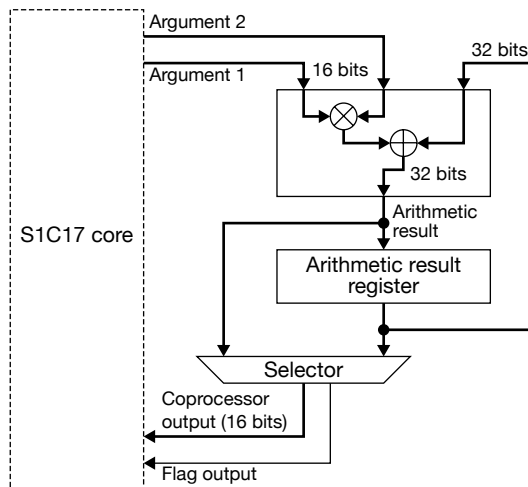 Argument 2
Argument 1
16 bits
32 bits
32 bits
S1C17 core
Arithmetic
result
Arithmetic result
register
Selector
Coprocessor
output (16 bits)
Flag output